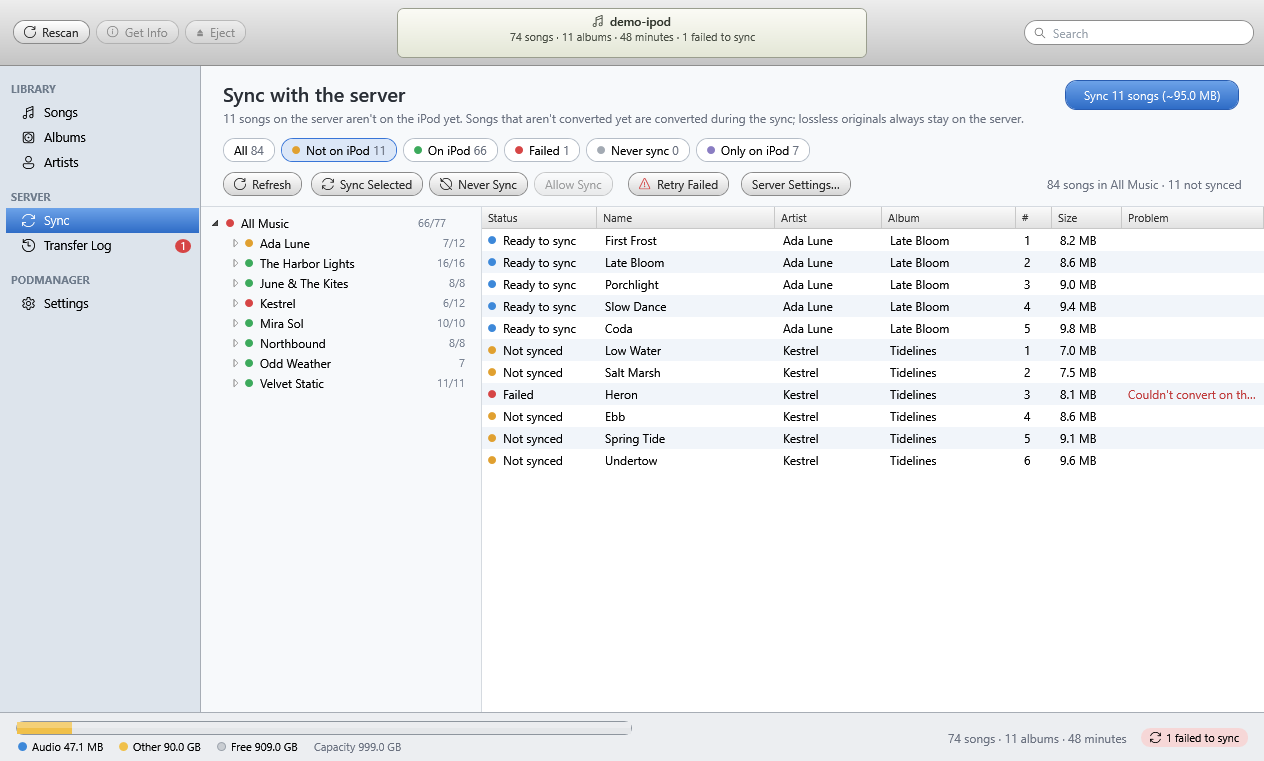 Rescan Get Info Eject
demo-ipod
74 songs · 11 albums · 48 minutes · 1 failed to sync
Search
LIBRARY
Songs
Albums
Artists
SERVER
Sync
Transfer Log 1
PODMANAGER
Settings
Sync with the server
Sync 11 songs (~95.0 MB)
11 songs on the server aren't on the iPod yet. Songs that aren't converted yet are converted during the sync; lossless originals always stay on the server.
All 84 Not on iPod 11 On iPod 66 Failed 1 Never sync 0 Only on iPod 7
Refresh Sync Selected Never Sync Allow Sync Retry Failed Server Settings...
84 songs in All Music · 11 not synced
All Music 66/77
Ada Lune 7/12
The Harbor Lights 16/16
June & The Kites 8/8
Kestrel 6/12
Mira Sol 10/10
Northbound 8/8
Odd Weather 7
Velvet Static 11/11
Status Name Artist Album # Size Problem
Ready to sync First Frost Ada Lune Late Bloom 1 8.2 MB
Ready to sync Late Bloom Ada Lune Late Bloom 2 8.6 MB
Ready to sync Porchlight Ada Lune Late Bloom 3 9.0 MB
Ready to sync Slow Dance Ada Lune Late Bloom 4 9.4 MB
Ready to sync Coda Ada Lune Late Bloom 5 9.8 MB
Not synced Low Water Kestrel Tidelines 1 7.0 MB
Not synced Salt Marsh Kestrel Tidelines 2 7.5 MB
Failed Heron Kestrel Tidelines 3 8.1 MB Couldn't convert on th...
Not synced Ebb Kestrel Tidelines 4 8.6 MB
Not synced Spring Tide Kestrel Tidelines 5 9.1 MB
Not synced Undertow Kestrel Tidelines 6 9.6 MB
Audio 47.1 MB Other 90.0 GB Free 909.0 GB Capacity 999.0 GB
74 songs · 11 albums · 48 minutes
1 failed to sync